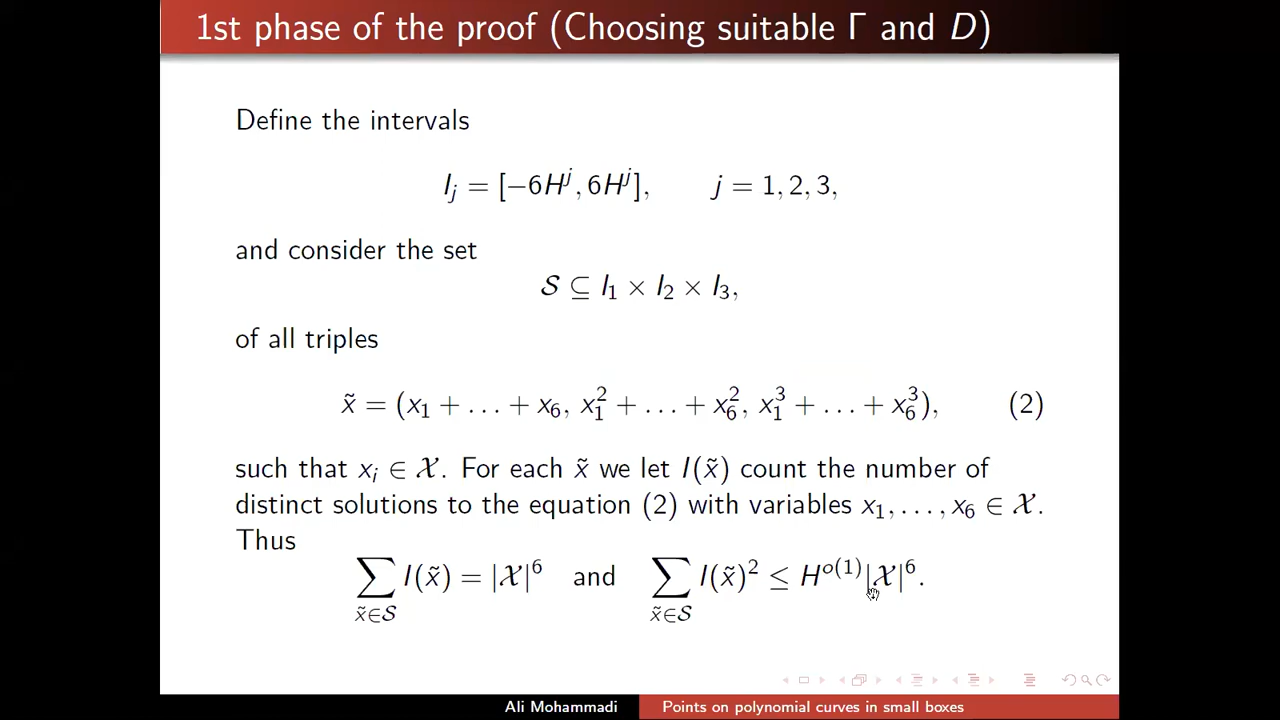 1st phase of the proof (Choosing suitable Γ and D)
Define the intervals
I_j = [−6H^j, 6H^j], j = 1, 2, 3,
and consider the set
𝒮 ⊆ I_1 × I_2 × I_3,
of all triples
x̃ = (x_1 + … + x_6, x_1^2 + … + x_6^2, x_1^3 + … + x_6^3), (2)
such that x_i ∈ 𝒳. For each x̃ we let I(x̃) count the number of
distinct solutions to the equation (2) with variables x_1, …, x_6 ∈ 𝒳.
Thus
∑_{x̃∈𝒮} I(x̃) = |𝒳|^6 and ∑_{x̃∈𝒮} I(x̃)^2 ≤ H^{o(1)}|𝒳|^6.
Ali Mohammadi Points on polynomial curves in small boxes